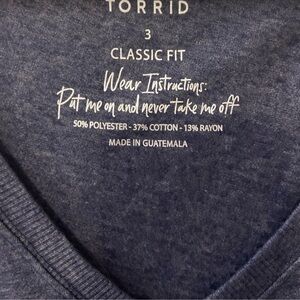 TORRID
3
CLASSIC FIT
Wear Instructions:
Put me on and never take me off
50% POLYESTER - 37% COTTON - 13% RAYON
MADE IN GUATEMALA